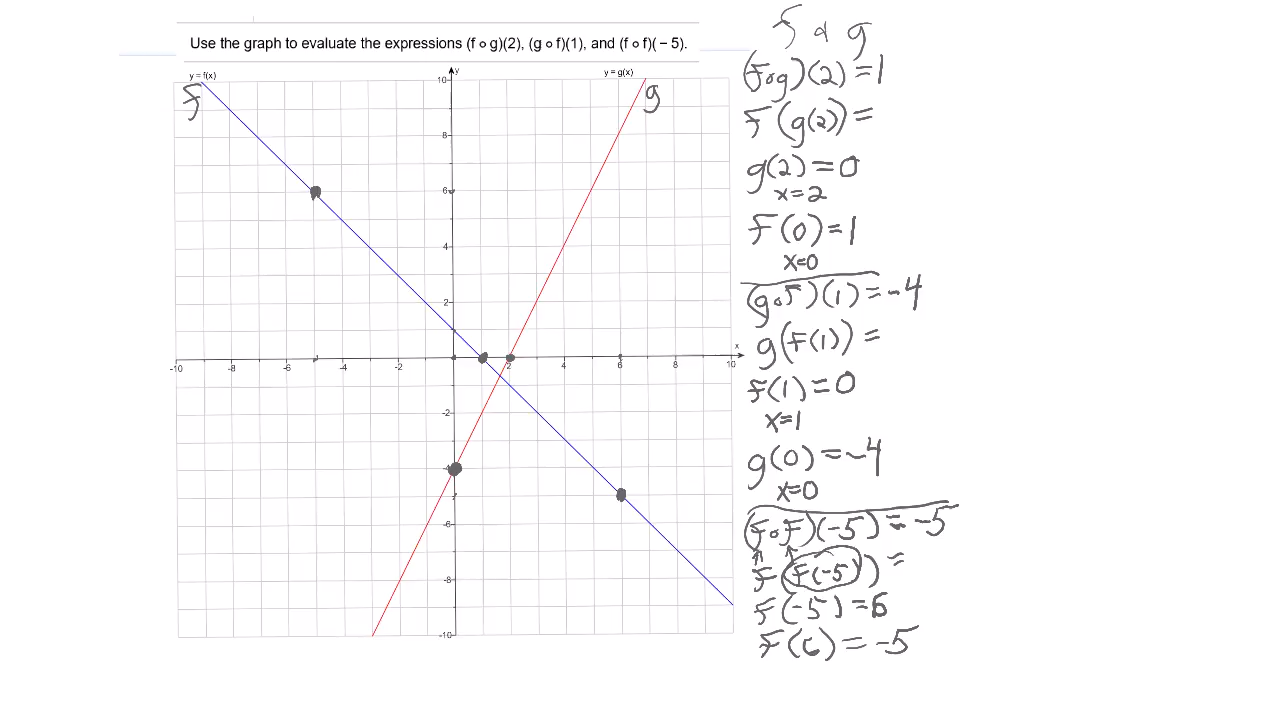 Use the graph to evaluate the expressions (f ∘ g)(2), (g ∘ f)(1), and (f ∘ f)( − 5).
y = f(x)
y
y = g(x)
f
g
10
8
6
4
2
x
-10
-8
-6
-4
-2
2
4
6
8
10
-2
-4
-6
-8
-10
f & g
(f∘g)(2) = 1
f(g(2)) =
g(2) = 0
x=2
f(0) = 1
x=0
(g∘f)(1) = -4
g(f(1)) =
f(1) = 0
x=1
g(0) = -4
x=0
(f∘f)(-5) = -5
f(f(-5)) =
f(-5) = 6
f(6) = -5